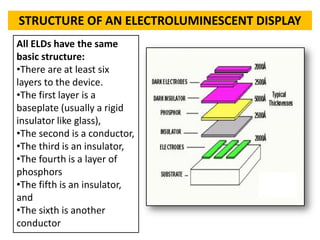 STRUCTURE OF AN ELECTROLUMINESCENT DISPLAY
All ELDs have the same
basic structure:
•There are at least six
layers to the device.
•The first layer is a
baseplate (usually a rigid
insulator like glass),
•The second is a conductor,
•The third is an insulator,
•The fourth is a layer of
phosphors
•The fifth is an insulator,
and
•The sixth is another
conductor
2000Å
DARK ELECTRODES
2500Å
DARK INSULATOR
5000Å
Typical
Thicknesses
PHOSPHOR
2500Å
INSULATOR
2000Å
ELECTRODES
SUBSTRATE